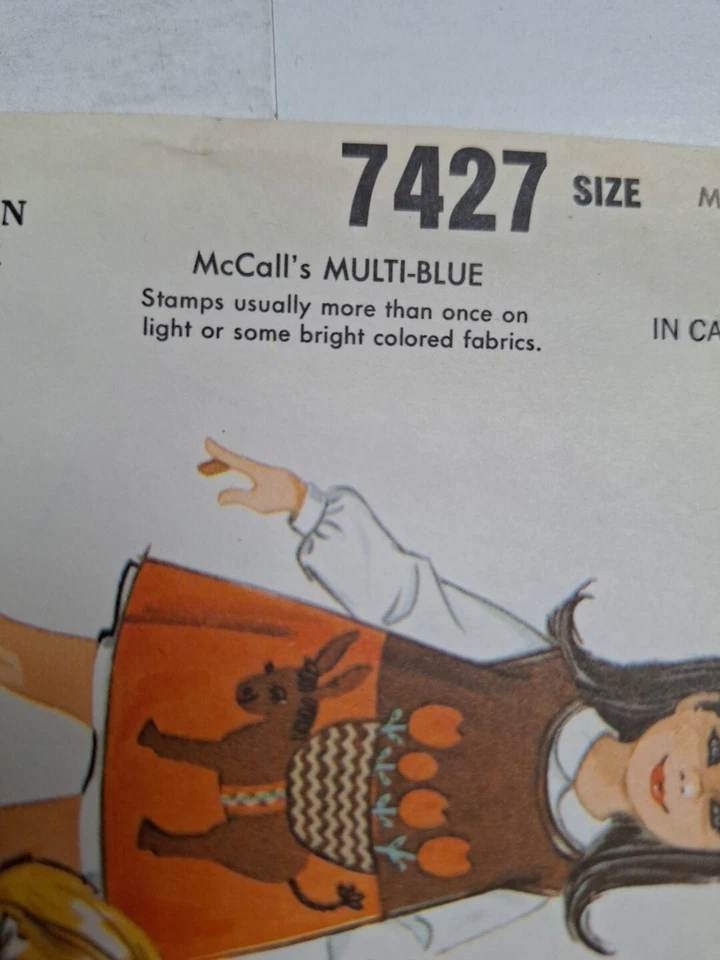 7427 SIZE
N
McCall's MULTI-BLUE
Stamps usually more than once on
light or some bright colored fabrics.
IN CA